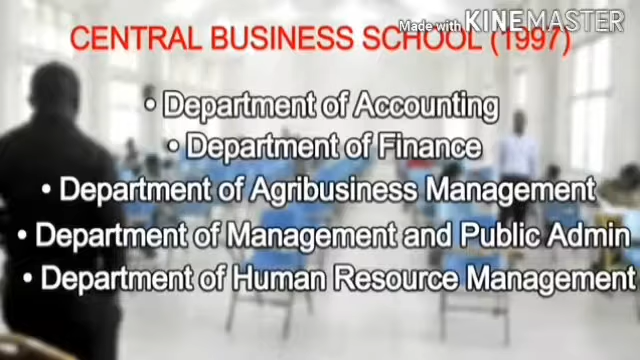 Made with KINEMASTER
CENTRAL BUSINESS SCHOOL (1997)
• Department of Accounting
• Department of Finance
• Department of Agribusiness Management
• Department of Management and Public Admin
• Department of Human Resource Management